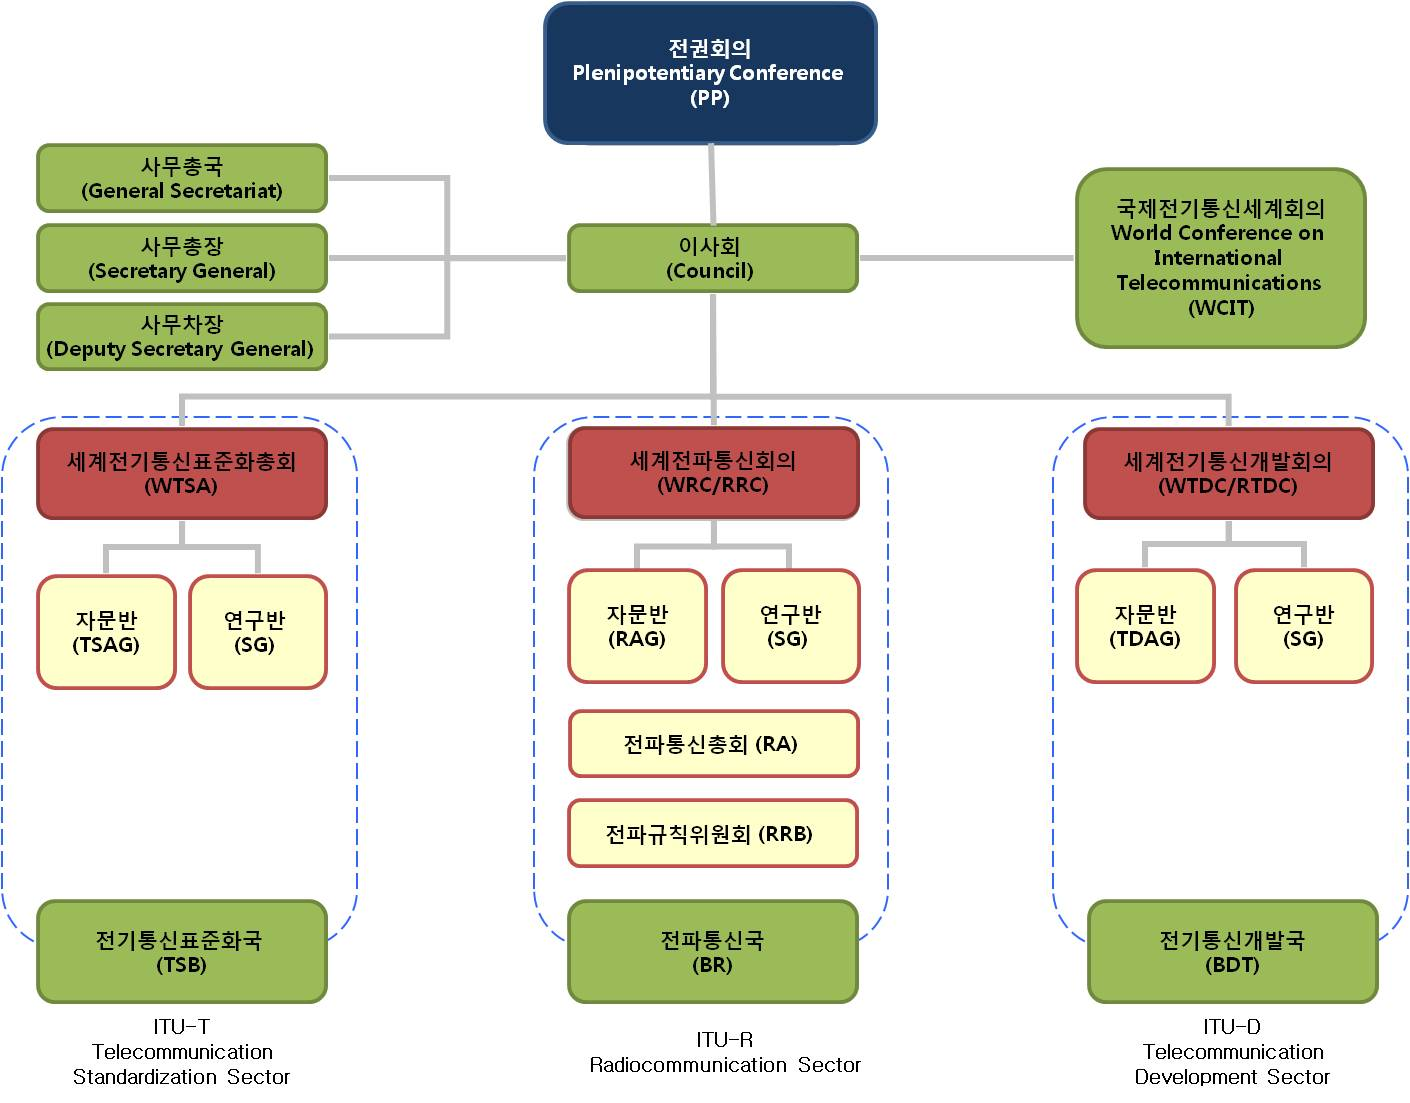 전권회의
Plenipotentiary Conference
(PP)
사무총국
(General Secretariat)
사무총장
(Secretary General)
사무차장
(Deputy Secretary General)
이사회
(Council)
국제전기통신세계회의
World Conference on
International
Telecommunications
(WCIT)
세계전기통신표준화총회
(WTSA)
자문반
(TSAG)
연구반
(SG)
전기통신표준화국
(TSB)
ITU-T
Telecommunication
Standardization Sector
세계전파통신회의
(WRC/RRC)
자문반
(RAG)
연구반
(SG)
전파통신총회 (RA)
전파규칙위원회 (RRB)
전파통신국
(BR)
ITU-R
Radiocommunication Sector
세계전기통신개발회의
(WTDC/RTDC)
자문반
(TDAG)
연구반
(SG)
전기통신개발국
(BDT)
ITU-D
Telecommunication
Development Sector